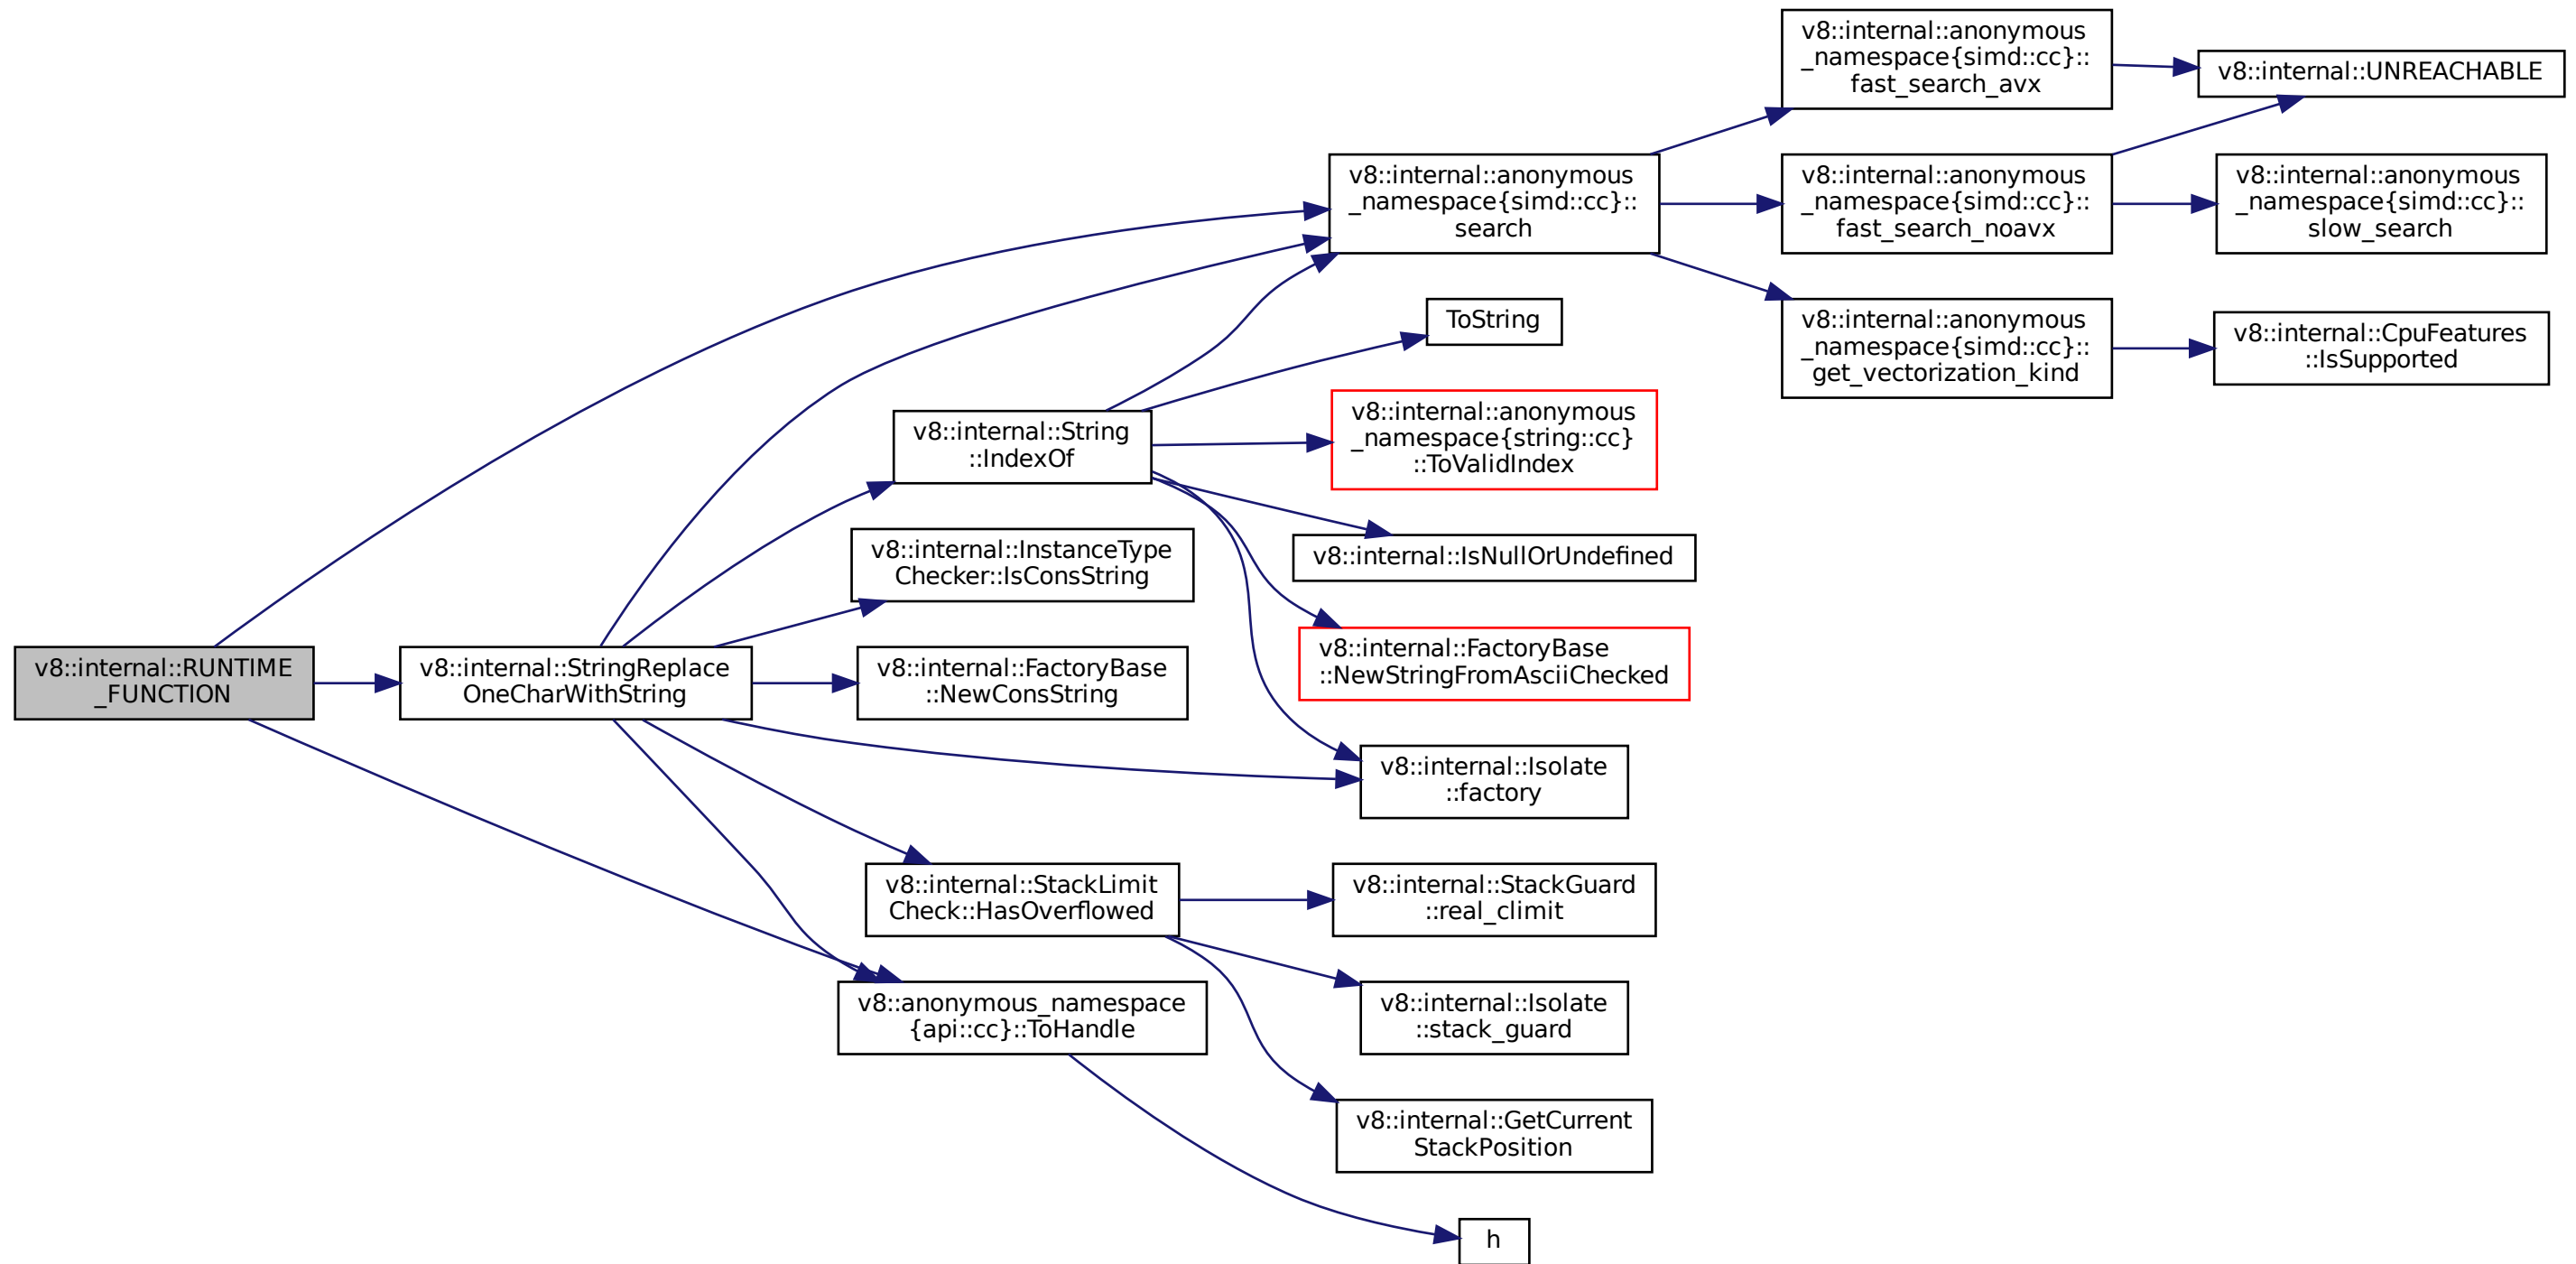 v8::internal::RUNTIME
_FUNCTION
v8::internal::StringReplace
OneCharWithString
v8::internal::String
::IndexOf
v8::internal::InstanceType
Checker::IsConsString
v8::internal::FactoryBase
::NewConsString
v8::internal::StackLimit
Check::HasOverflowed
v8::anonymous_namespace
{api::cc}::ToHandle
v8::internal::anonymous
_namespace{simd::cc}::
search
ToString
v8::internal::anonymous
_namespace{string::cc}
::ToValidIndex
v8::internal::IsNullOrUndefined
v8::internal::FactoryBase
::NewStringFromAsciiChecked
v8::internal::Isolate
::factory
v8::internal::StackGuard
::real_climit
v8::internal::Isolate
::stack_guard
v8::internal::GetCurrent
StackPosition
h
v8::internal::anonymous
_namespace{simd::cc}::
fast_search_avx
v8::internal::anonymous
_namespace{simd::cc}::
fast_search_noavx
v8::internal::anonymous
_namespace{simd::cc}::
get_vectorization_kind
v8::internal::UNREACHABLE
v8::internal::anonymous
_namespace{simd::cc}::
slow_search
v8::internal::CpuFeatures
::IsSupported